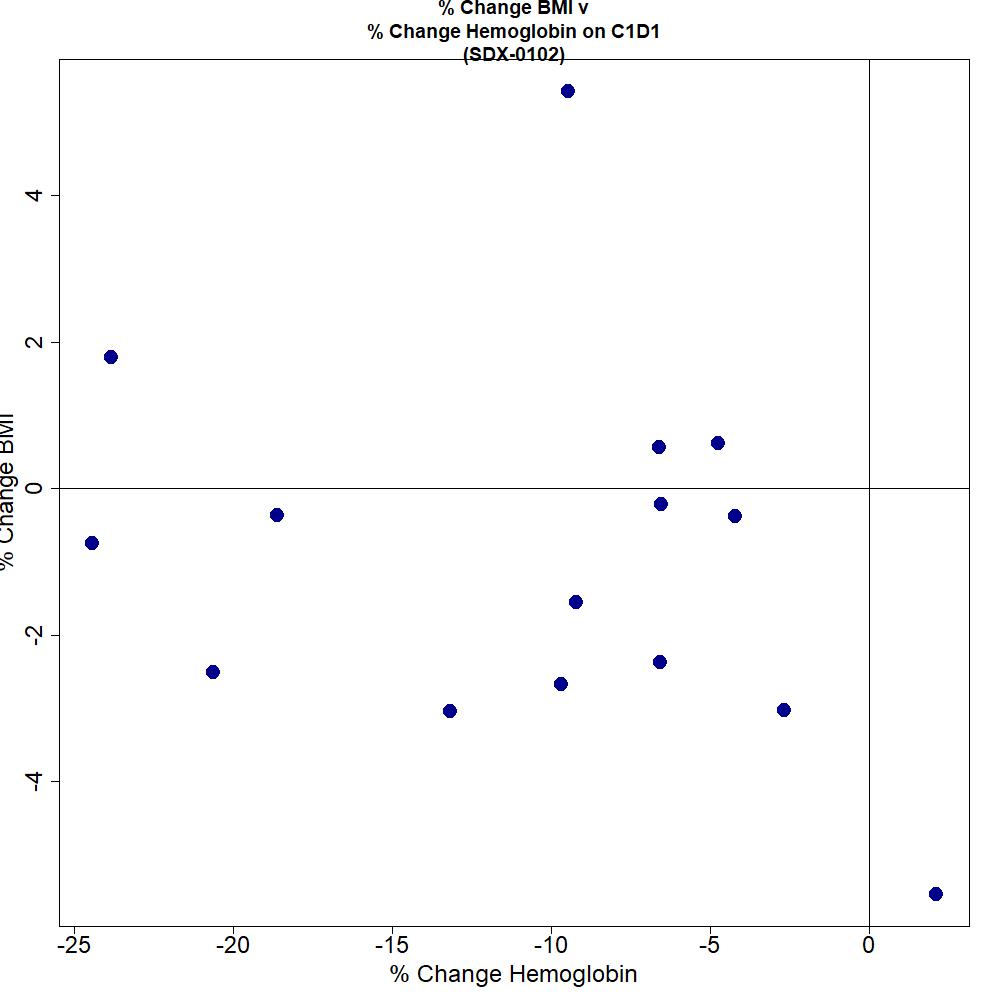 % Change BMI v
% Change Hemoglobin on C1D1
(SDX-0102)
4
2
0
-2
-4
% Change BMI
-25 -20 -15 -10 -5 0
% Change Hemoglobin